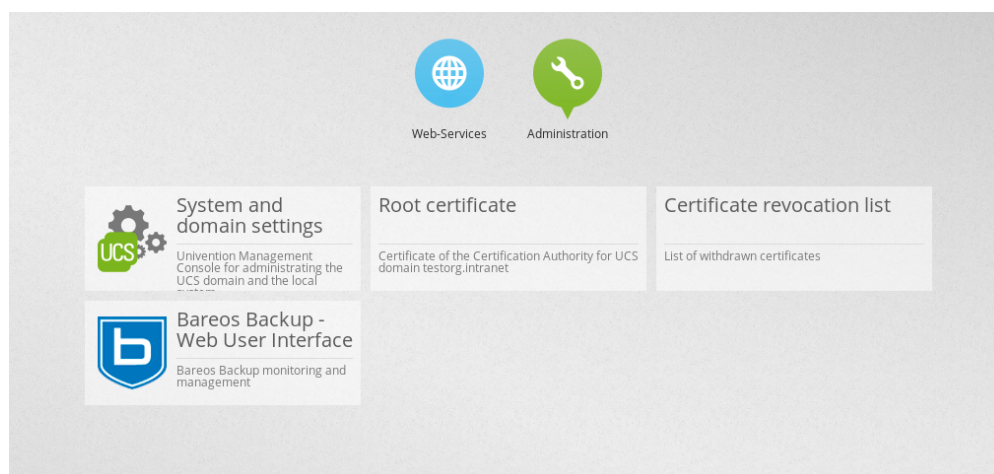 Web-Services
Administration
System and
domain settings
UCS
Univention Management
Console for administrating the
UCS domain and the local
Root certificate
Certificate of the Certification Authority for UCS
domain testorg.intranet
Certificate revocation list
List of withdrawn certificates
Bareos Backup -
Web User Interface
b
Bareos Backup monitoring and
management